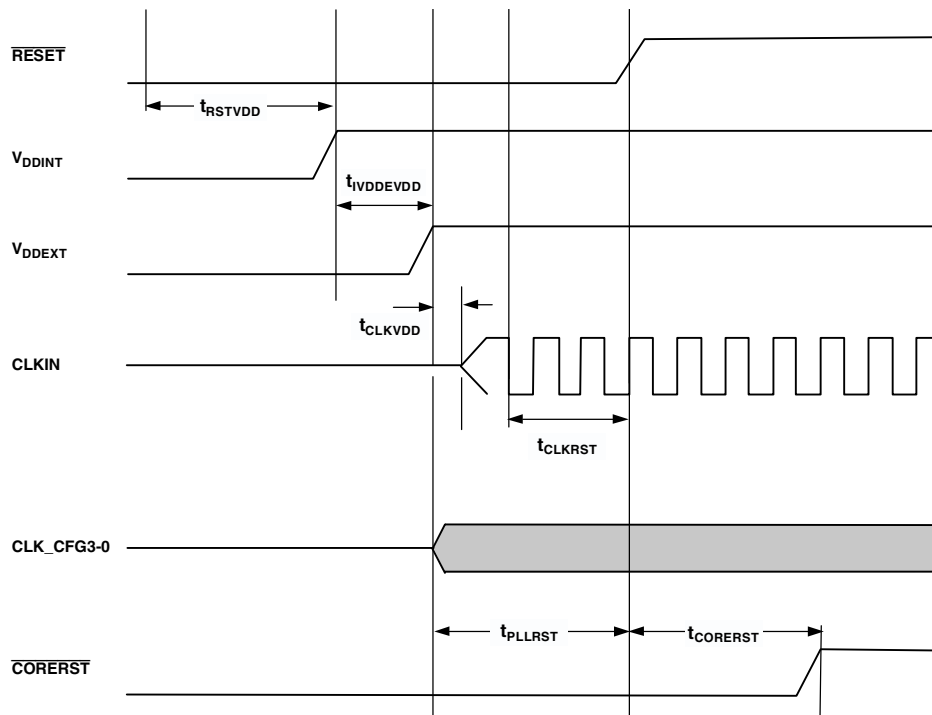 RESET
tRSTVDD
VDDINT
tIVDDEVDD
VDDEXT
tCLKVDD
CLKIN
tCLKRST
CLK_CFG3-0
tPLLRST
tCORERST
CORERST